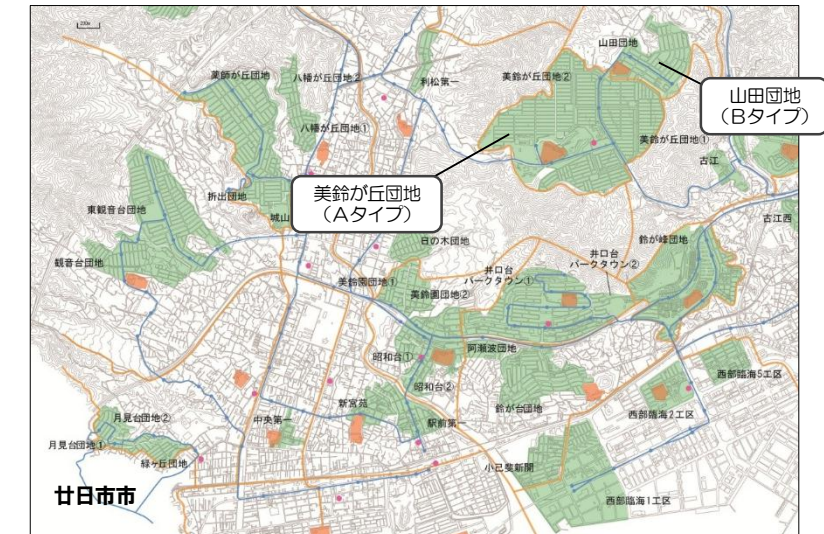 250m
山田団地
薬師が丘団地
八幡が丘団地②
利松第一
美鈴が丘団地②
山田団地
(Bタイプ)
八幡が丘団地①
美鈴が丘団地①
古江
美鈴が丘団地
(Aタイプ)
折出団地
城山
東観音台団地
古江西
日の木団地
鈴が峰団地
井口台
パークタウン②
観音台団地
井口台
パークタウン①
美鈴園団地①
美鈴園団地②
阿瀬波団地
昭和台①
西部臨海5工区
昭和台②
新宮苑
鈴が台団地
西部臨海2工区
月見台団地②
中央第一
駅前第一
月見台団地①
緑ヶ丘団地
小己斐新開
廿日市市
西部臨海1工区